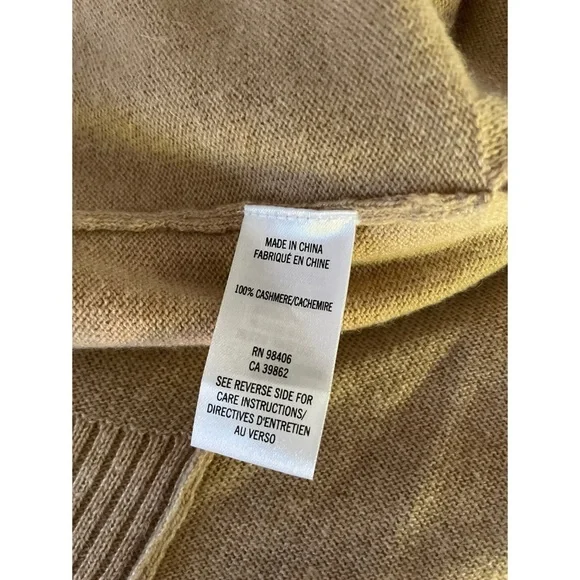 MADE IN CHINA
FABRIQUÉ EN CHINE
100% CASHMERE/CACHEMIRE
RN 98406
CA 39862
SEE REVERSE SIDE FOR
CARE INSTRUCTIONS/
DIRECTIVES D'ENTRETIEN
AU VERSO